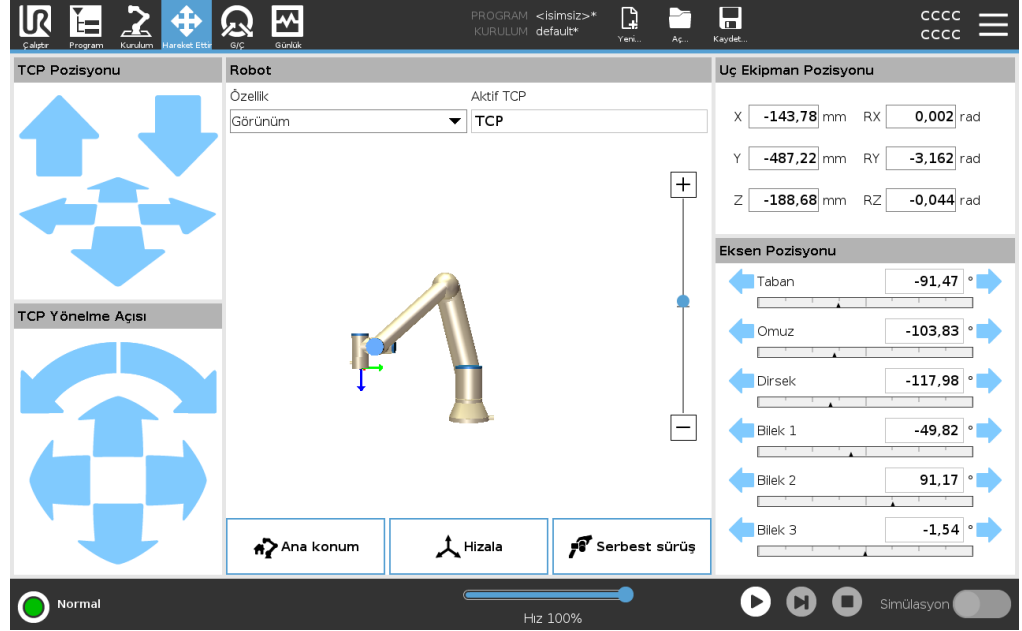 UR
PROGRAM <isimsiz>*
KURULUM default*
Çalıştır Program Kurulum Hareket Ettir G/Ç Günlük Yeni... Aç... Kaydet...
CCCC
CCCC
TCP Pozisyonu
Robot
Özellik Aktif TCP
Görünüm TCP
+
−
TCP Yönelme Açısı
Ana konum Hizala Serbest sürüş
Uç Ekipman Pozisyonu
X -143,78 mm RX 0,002 rad
Y -487,22 mm RY -3,162 rad
Z -188,68 mm RZ -0,044 rad
Eksen Pozisyonu
Taban -91,47 °
Omuz -103,83 °
Dirsek -117,98 °
Bilek 1 -49,82 °
Bilek 2 91,17 °
Bilek 3 -1,54 °
Normal
Hız 100%
Simülasyon